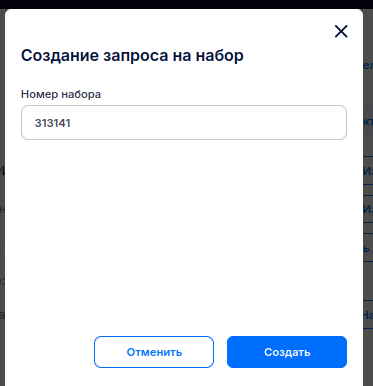 Создание запроса на набор
Номер набора
313141
Отменить
Создать